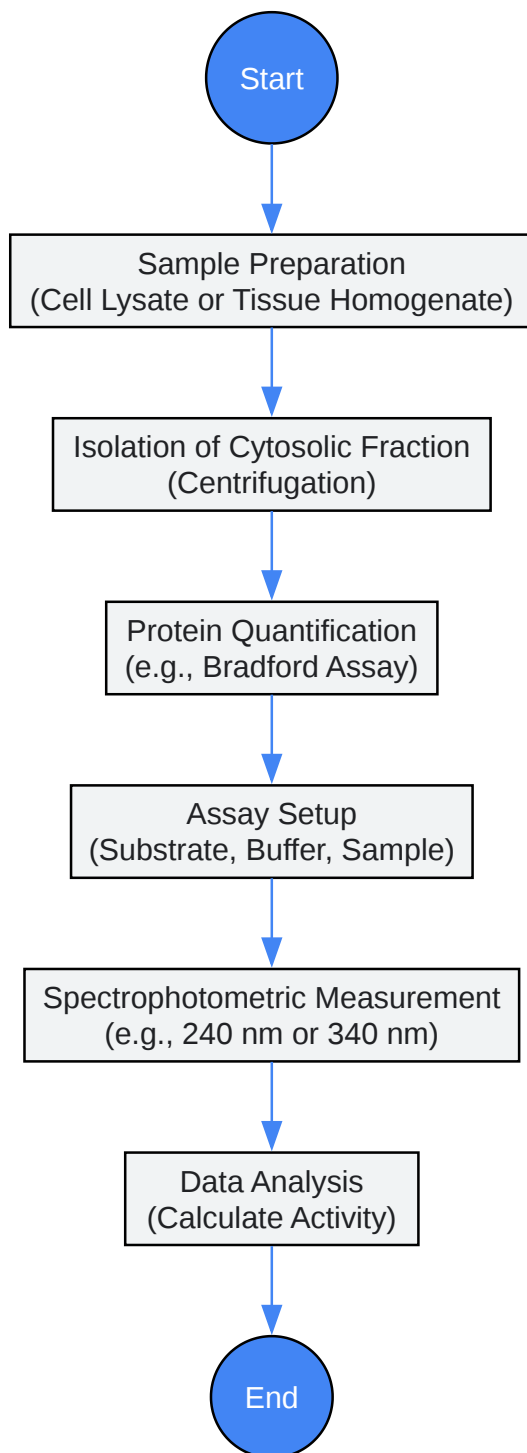 Start
Sample Preparation
(Cell Lysate or Tissue Homogenate)
Isolation of Cytosolic Fraction
(Centrifugation)
Protein Quantification
(e.g., Bradford Assay)
Assay Setup
(Substrate, Buffer, Sample)
Spectrophotometric Measurement
(e.g., 240 nm or 340 nm)
Data Analysis
(Calculate Activity)
End